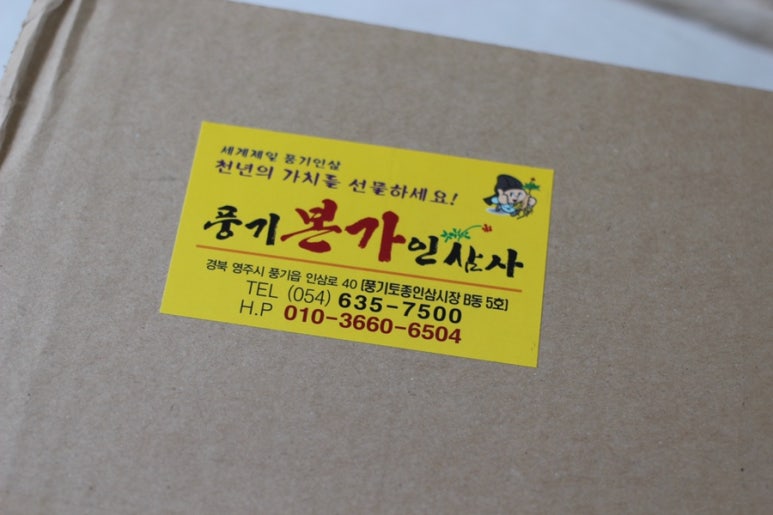 세계제일 풍기인삼
천년의 가치를 선물하세요!
풍기본가인삼사
경북 영주시 풍기읍 인삼로 40 [풍기토종인삼시장 B동 5호]
TEL (054) 635-7500
H.P 010-3660-6504